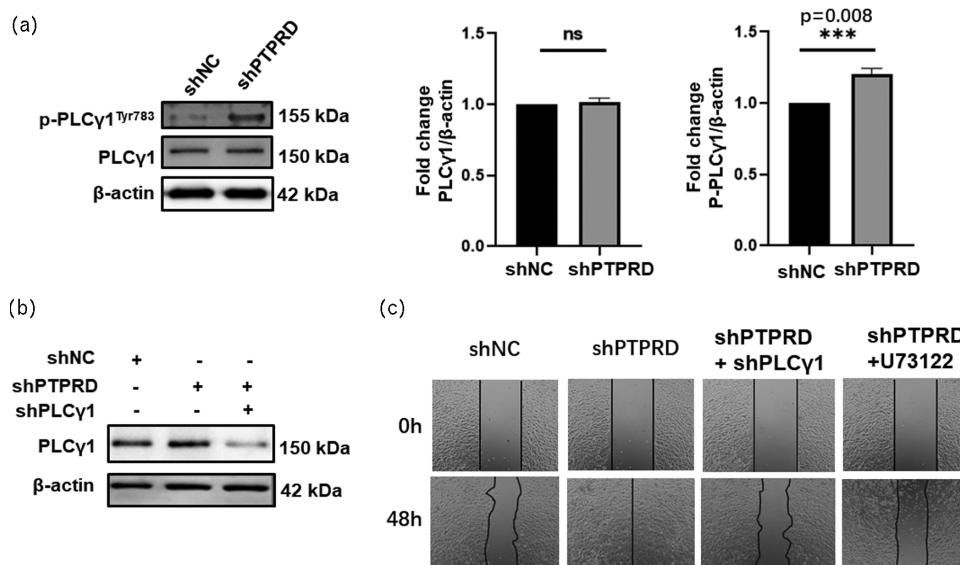 (a)
shNC
shPTPRD
p-PLCγ1Tyr783
155 kDa
PLCγ1
150 kDa
β-actin
42 kDa
Fold change
PLCγ1/β-actin
1.5
1.0
0.5
0.0
ns
shNC
shPTPRD
Fold change
P-PLCγ1/β-actin
1.5
1.0
0.5
0.0
p=0.008
***
shNC
shPTPRD
(b)
shNC + - -
shPTPRD - + +
shPLCγ1 - - +
PLCγ1
150 kDa
β-actin
42 kDa
(c)
shNC
shPTPRD
shPTPRD
+ shPLCγ1
shPTPRD
+U73122
0h
48h